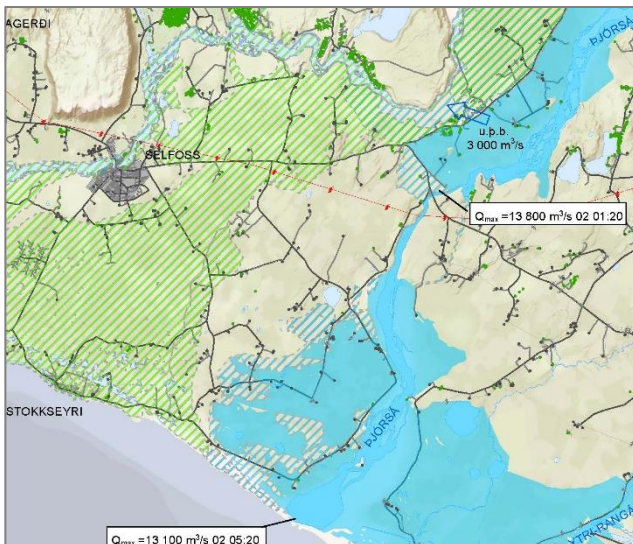 AGERÐI
ÞJÓRSÁ
u.þ.b.
3 000 m³/s
SELFOSS
Qmax =13 800 m³/s 02 01:20
STOKKSEYRI
ÞJÓRSÁ
YTRI-RANGÁ
Qmax =13 100 m³/s 02 05:20